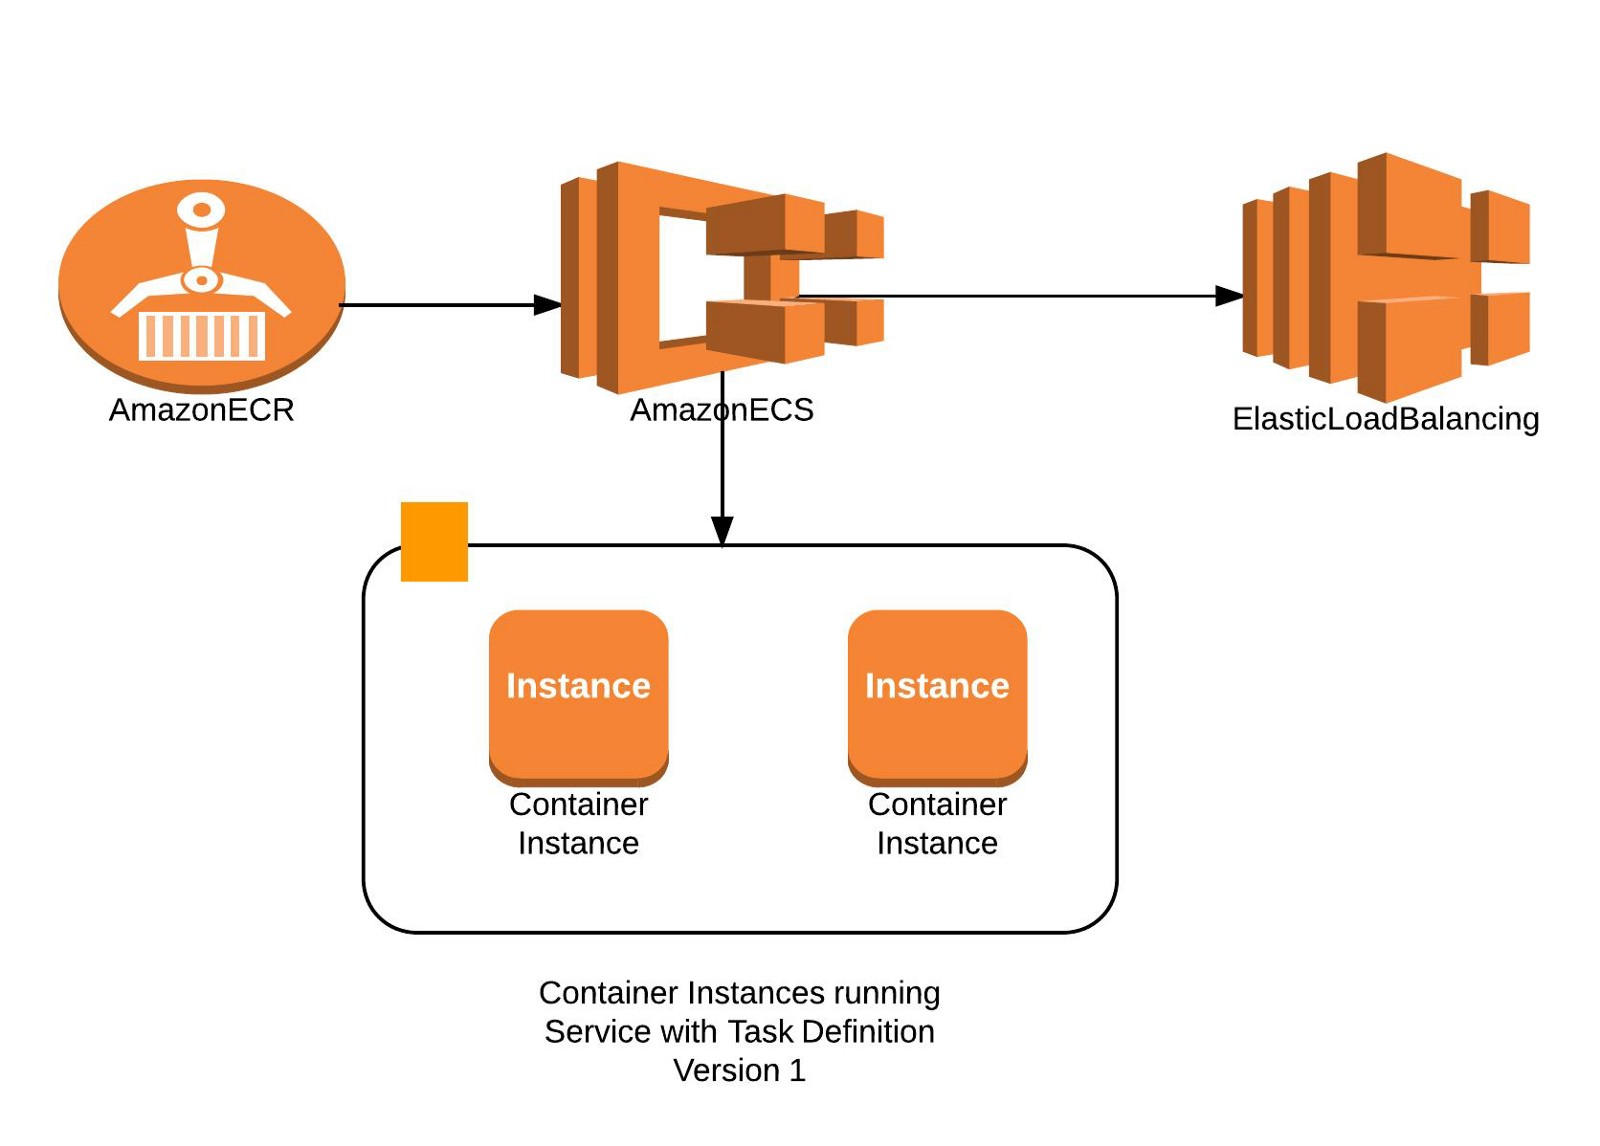 AmazonECR
AmazonECS
ElasticLoadBalancing
Instance
Instance
Container
Instance
Container
Instance
Container Instances running
Service with Task Definition
Version 1